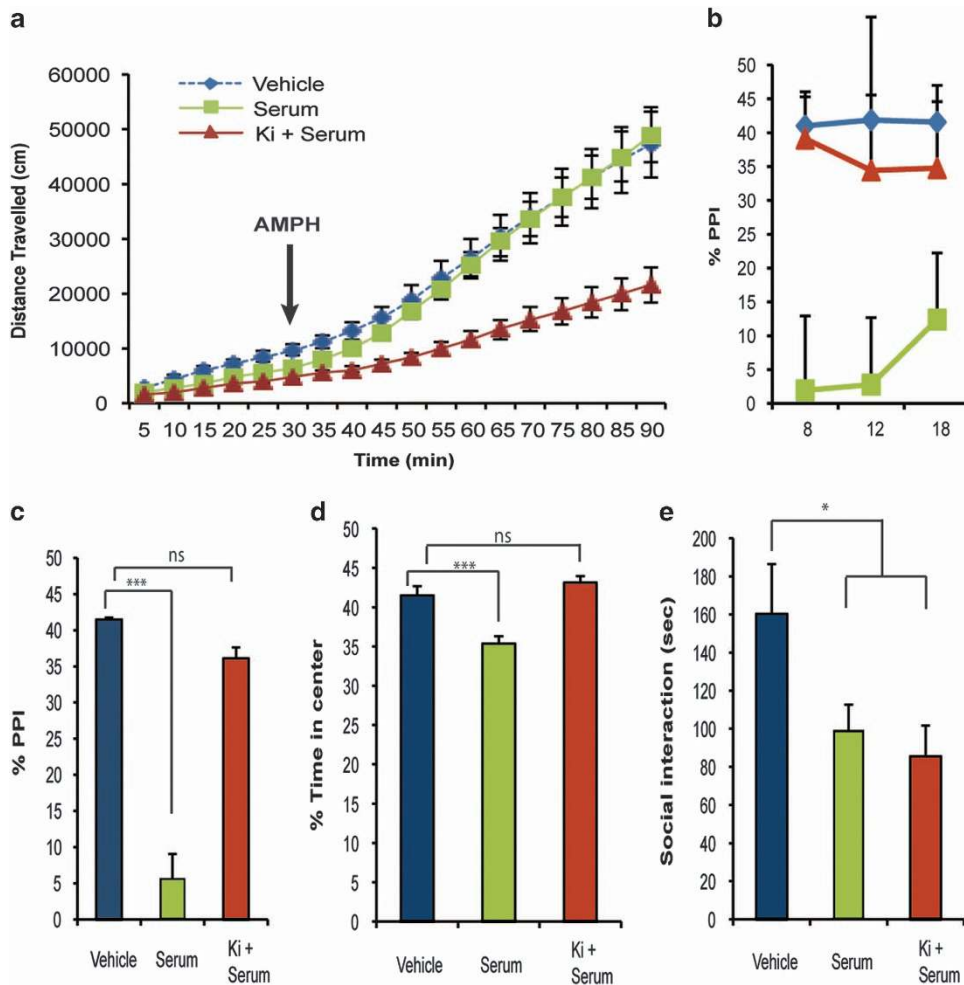 a
60000
50000
40000
30000
20000
10000
0
Distance Travelled (cm)
Vehicle
Serum
Ki + Serum
AMPH
5 10 15 20 25 30 35 40 45 50 55 60 65 70 75 80 85 90
Time (min)
b
50
45
40
35
30
25
20
15
10
5
0
% PPI
8 12 18
c
50
45
40
35
30
25
20
15
10
5
0
% PPI
ns
***
Vehicle Serum Ki +
Serum
d
50
45
40
35
30
25
20
15
10
5
0
% Time in center
ns
***
Vehicle Serum Ki +
Serum
e
200
180
160
140
120
100
80
60
40
20
0
Social interaction (sec)
*
Vehicle Serum Ki +
Serum